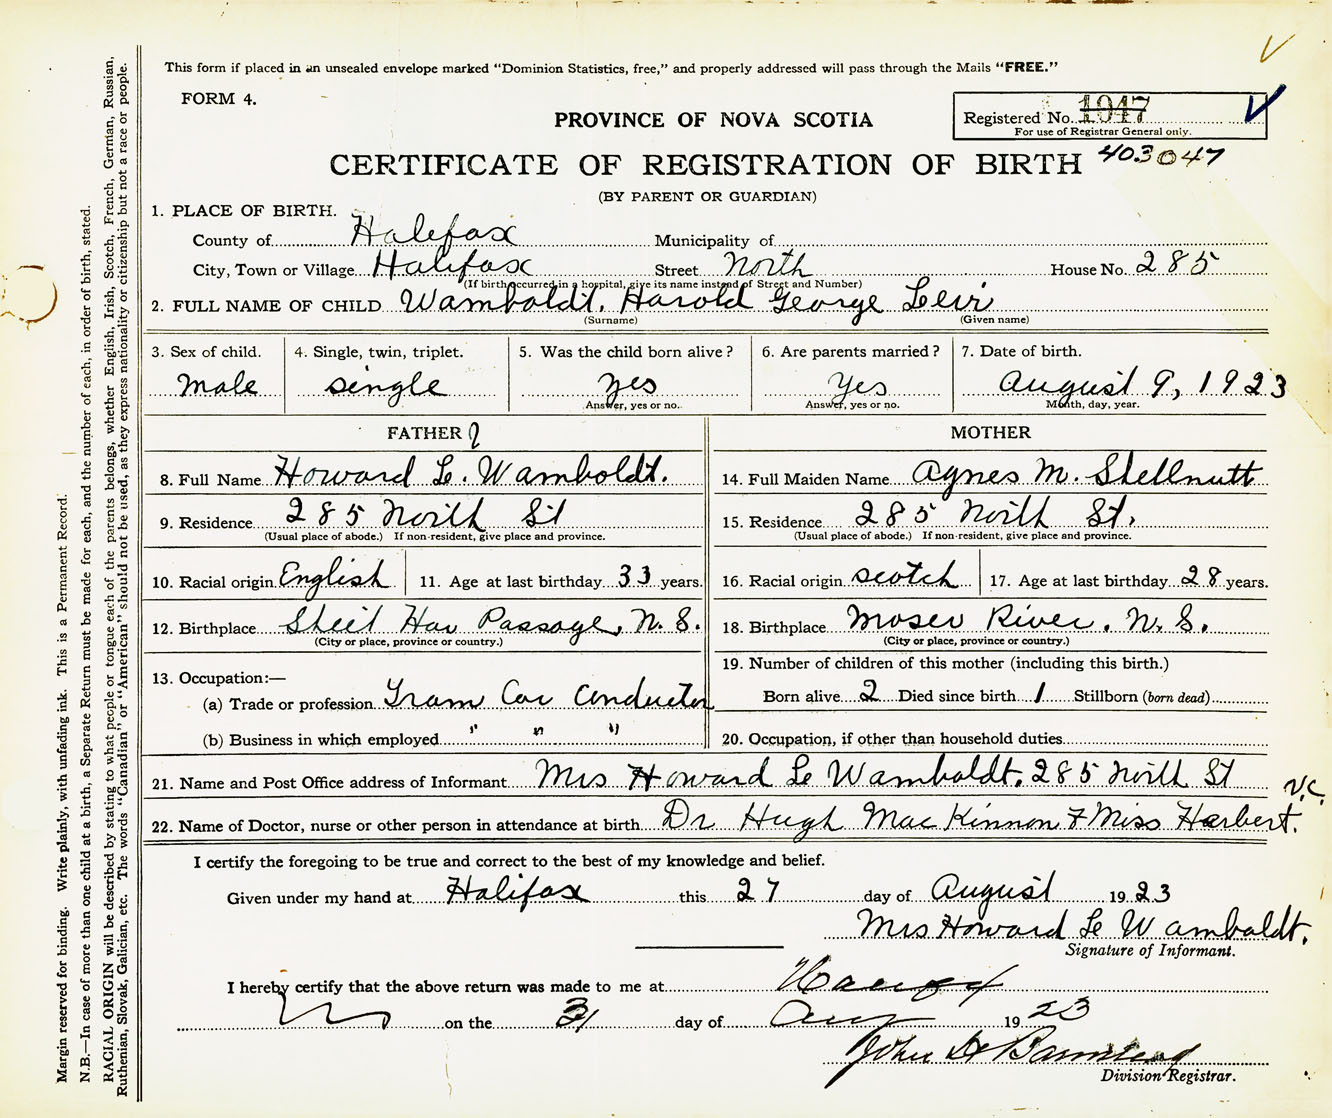 This form if placed in an unsealed envelope marked "Dominion Statistics, free," and properly addressed will pass through the Mails "FREE."
FORM 4.
Registered No. 1047
For use of Registrar General only.
PROVINCE OF NOVA SCOTIA
CERTIFICATE OF REGISTRATION OF BIRTH 403047
(BY PARENT OR GUARDIAN)
1. PLACE OF BIRTH.
County of Halifax Municipality of
City, Town or Village Halifax Street North House No. 285
(If birth occurred in a hospital, give its name instead of Street and Number)
2. FULL NAME OF CHILD Wamboldt, Harold George Levi
(Surname) (Given name)
3. Sex of child. 4. Single, twin, triplet. 5. Was the child born alive? 6. Are parents married? 7. Date of birth.
male single yes Yes August 9, 1923
Answer, yes or no. Answer, yes or no. Month, day, year.
FATHER MOTHER
8. Full Name Howard Le. Wamboldt. 14. Full Maiden Name Agnes M. Stellnutt
9. Residence 285 North St 15. Residence 285 North St.
(Usual place of abode.) If non-resident, give place and province. (Usual place of abode.) If non-resident, give place and province.
10. Racial origin English 11. Age at last birthday 33 years. 16. Racial origin scotch 17. Age at last birthday 28 years.
12. Birthplace Sheit Har Passage, N.S. 18. Birthplace Moser River. N.S.
(City or place, province or country.) (City or place, province or country.)
13. Occupation:— 19. Number of children of this mother (including this birth.)
(a) Trade or profession Tram Car Conductor Born alive 2 Died since birth 1 Stillborn (born dead)
(b) Business in which employed " " " 20. Occupation, if other than household duties
21. Name and Post Office address of Informant Mrs Howard Le Wamboldt. 285 North St
22. Name of Doctor, nurse or other person in attendance at birth Dr Hugh MacKinnon & Miss Harbert. V.C.
I certify the foregoing to be true and correct to the best of my knowledge and belief.
Given under my hand at Halifax this 27 day of August 1923
Mrs Howard Le Wamboldt.
Signature of Informant.
I hereby certify that the above return was made to me at Halifax
on the 31 day of Aug 1923
John
Division Registrar.
Margin reserved for binding. Write plainly, with unfading ink. This is a Permanent Record.
N.B.—In case of more than one child at a birth, a Separate Return must be made for each, and the number of each, in order of birth, stated.
RACIAL ORIGIN will be described by stating to what people or tongue each of the parents belongs, whether English, Irish, Scotch, French, German, Russian,
Ruthenian, Slovak, Galician, etc. The words "Canadian" or "American" should not be used, as they express nationality or citizenship but not a race or people.